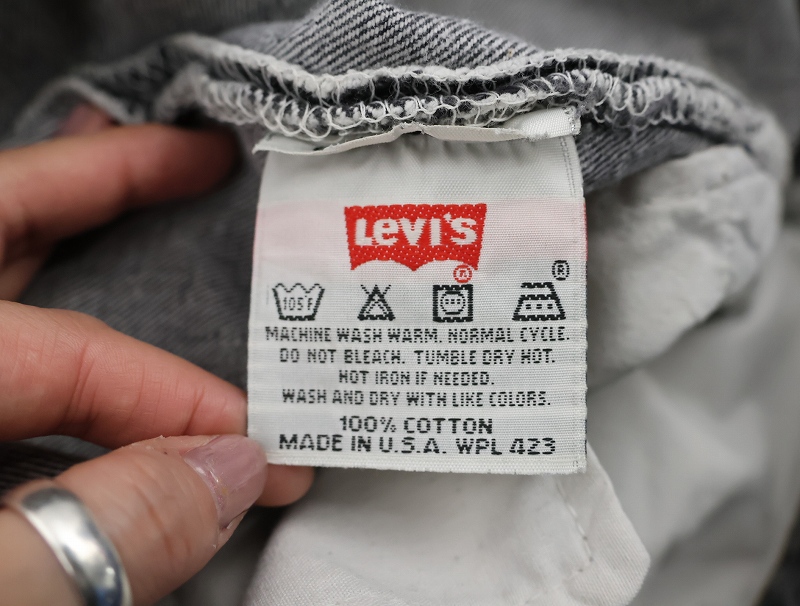 LEVI'S
®
®
105°F
MACHINE WASH WARM. NORMAL CYCLE.
DO NOT BLEACH. TUMBLE DRY HOT.
HOT IRON IF NEEDED.
WASH AND DRY WITH LIKE COLORS.
100% COTTON
MADE IN U.S.A. WPL 423